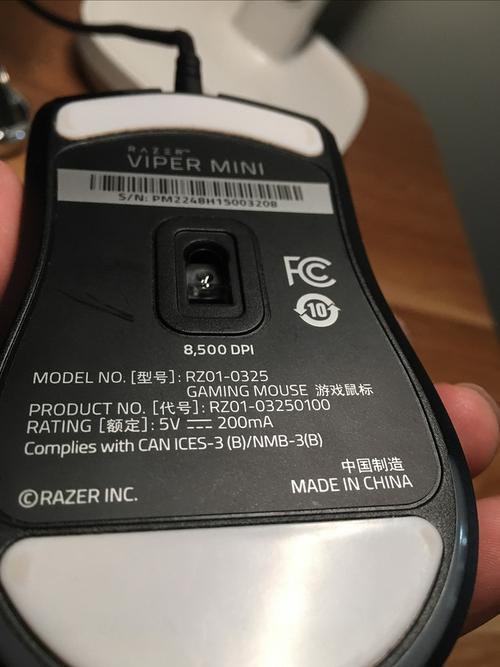 RAZER™
VIPER MINI
S/N: PM2248H15003208
FC
10
8,500 DPI
MODEL NO. [型号]: RZ01-0325
GAMING MOUSE 游戏鼠标
PRODUCT NO. [代号]: RZ01-03250100
RATING [额定]: 5V ⎓ 200mA
Complies with CAN ICES-3 (B)/NMB-3(B)
中国制造
©RAZER INC. MADE IN CHINA